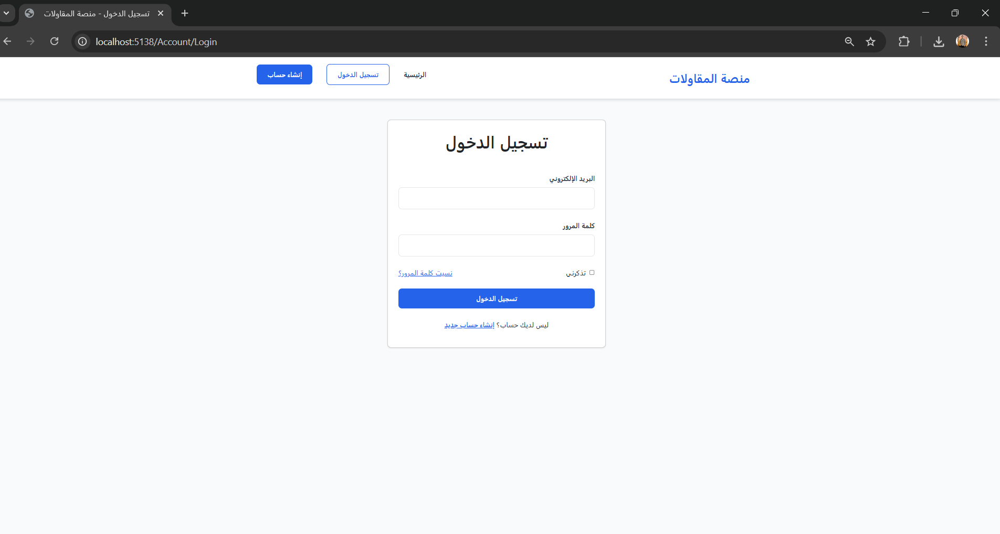 تسجيل الدخول - منصة المقاولات
localhost:5138/Account/Login
منصة المقاولات
الرئيسية
تسجيل الدخول
إنشاء حساب
تسجيل الدخول
البريد الإلكتروني
كلمة المرور
تذكرني
نسيت كلمة المرور؟
تسجيل الدخول
ليس لديك حساب؟ إنشاء حساب جديد